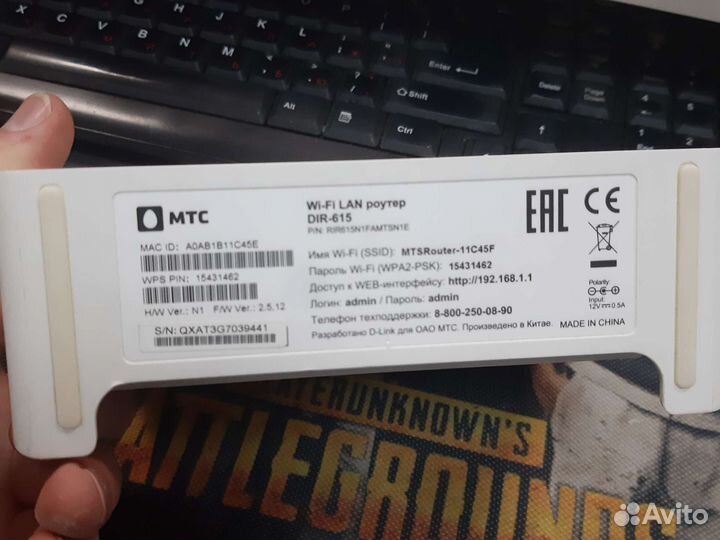 Enter
Shift
Alt
Ctrl
End
МТС
MAC ID: A0AB1B11C45E
WPS PIN: 15431462
H/W Ver.: N1 F/W Ver.: 2.5.12
S/N: QXAT3G7039441
Wi-Fi LAN роутер
DIR-615
P/N: RIR615N1FAMTSN1E
Имя Wi-Fi (SSID): MTSRouter-11C45F
Пароль Wi-Fi (WPA2-PSK): 15431462
Доступ к WEB-интерфейсу: http://192.168.1.1
Логин: admin / Пароль: admin
Телефон техподдержки: 8-800-250-08-90
Разработано D-Link для ОАО МТС. Произведено в Китае.
EAC CE
Polarity:
Input:
12V 0.5A
MADE IN CHINA
ATERUNKNOWN'S
ATTLEGROUNDS
Avito